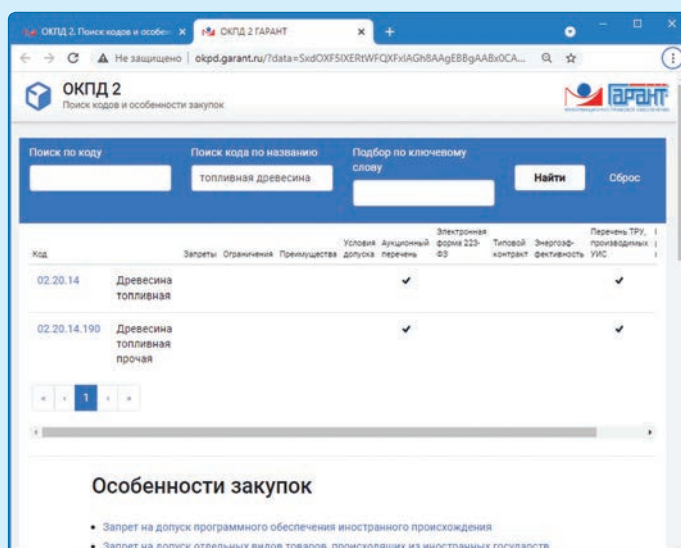 ОКПД 2. Поиск кодов и особен
ОКПД 2 ГАРАНТ
Не защищено
okpd.garant.ru/?data=
ОКПД 2
Поиск кодов и особенности закупок
ГАРАНТ
Поиск по коду
Поиск кода по названию
Подбор по ключевому слову
топливная древесина
Найти
Сброс
Код
Запреты
Ограничения
Преимущества
Условия допуска
Аукционный перечень
Электронная форма 223-ФЗ
Типовой контракт
Энергоэф-фективность
Перечень ТРУ, производимых УИС
02.20.14
Древесина
топливная
02.20.14.190
Древесина
топливная
прочая
« ‹ 1 › »
Особенности закупок
• Запрет на допуск программного обеспечения иностранного происхождения
• Запрет на допуск отдельных видов товаров, происходящих из иностранных государств